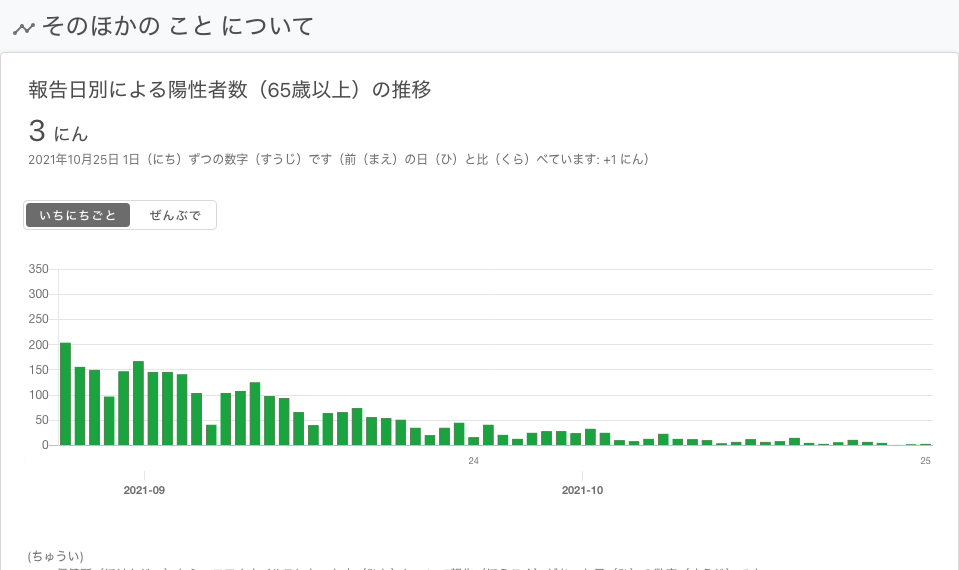 そのほかの こと について
報告日別による陽性者数（65歳以上）の推移
3 にん
2021年10月25日 1日（にち）ずつの数字（すうじ）です（前（まえ）の日（ひ）と比（くら）べています: +1 にん）
いちにちごと ぜんぶで
350
300
250
200
150
100
50
0
24 25
2021-09 2021-10
(ちゅうい)